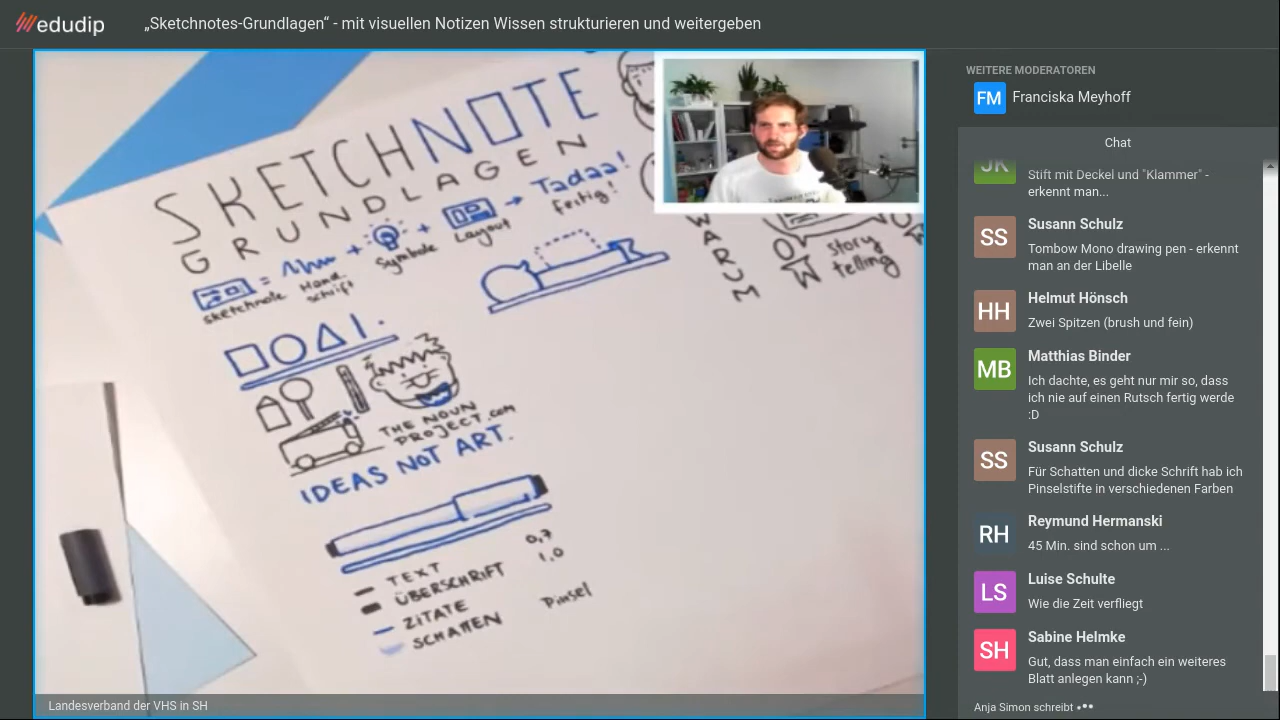 edudip
„Sketchnotes-Grundlagen“ - mit visuellen Notizen Wissen strukturieren und weitergeben
SKETCHNOTE
GRUNDLAGEN
sketchnote = Hand-
schrift + Symbole + Layout → Tadaa!
fertig!
WARUM
story
telling
THE NOUN
PROJECT.com
IDEAS NOT ART.
TEXT 0,7
ÜBERSCHRIFT 1,0
ZITATE
SCHATTEN Pinsel
Landesverband der VHS in SH
WEITERE MODERATOREN
FM Franciska Meyhoff
Chat
JK
Stift mit Deckel und "Klammer" -
erkennt man...
SS Susann Schulz
Tombow Mono drawing pen - erkennt
man an der Libelle
HH Helmut Hönsch
Zwei Spitzen (brush und fein)
MB Matthias Binder
Ich dachte, es geht nur mir so, dass
ich nie auf einen Rutsch fertig werde
:D
SS Susann Schulz
Für Schatten und dicke Schrift hab ich
Pinselstifte in verschiedenen Farben
RH Reymund Hermanski
45 Min. sind schon um ...
LS Luise Schulte
Wie die Zeit verfliegt
SH Sabine Helmke
Gut, dass man einfach ein weiteres
Blatt anlegen kann ;-)
Anja Simon schreibt